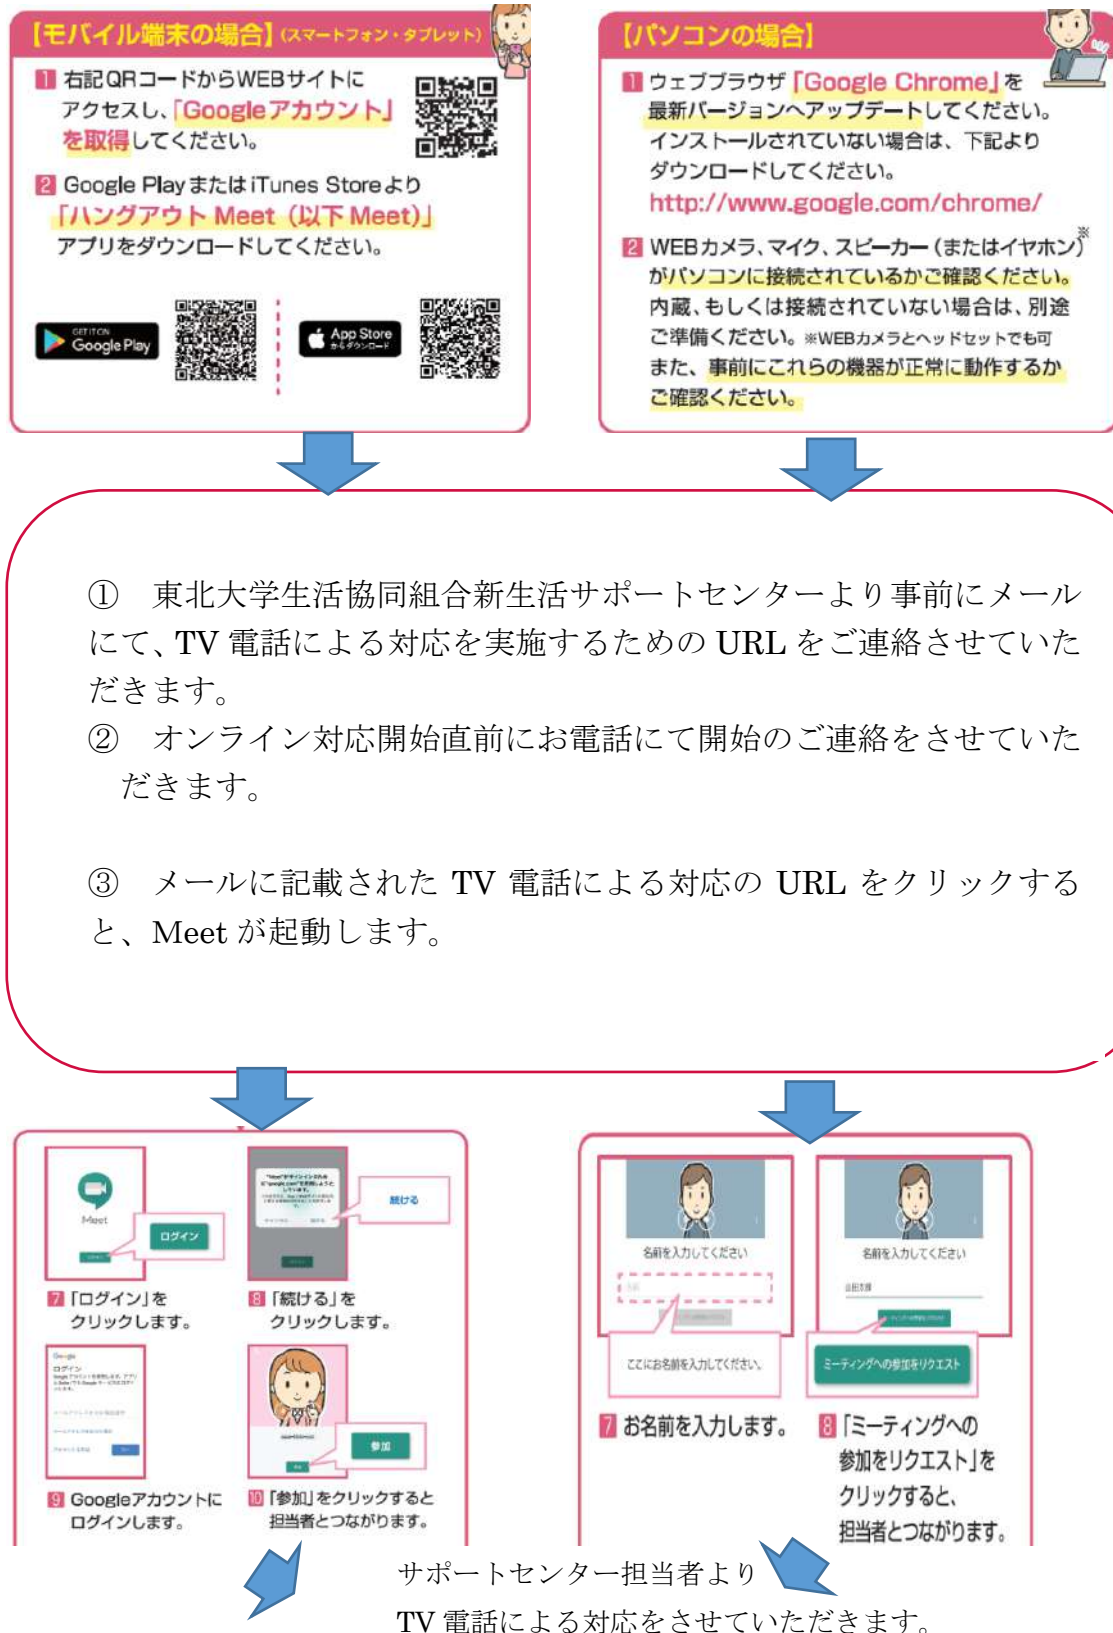 【モバイル端末の場合】(スマートフォン・タブレット)
1 右記QRコードからWEBサイトに
アクセスし、「Googleアカウント」
を取得してください。
2 Google PlayまたはiTunes Storeより
「ハングアウト Meet（以下 Meet）」
アプリをダウンロードしてください。
GET IT ON
Google Play
App Store
からダウンロード
【パソコンの場合】
1 ウェブブラウザ「Google Chrome」を
最新バージョンへアップデートしてください。
インストールされていない場合は、下記より
ダウンロードしてください。
http://www.google.com/chrome/
2 WEBカメラ、マイク、スピーカー（またはイヤホン）※
がパソコンに接続されているかご確認ください。
内蔵、もしくは接続されていない場合は、別途
ご準備ください。※WEBカメラとヘッドセットでも可
また、事前にこれらの機器が正常に動作するか
ご確認ください。
①　東北大学生活協同組合新生活サポートセンターより事前にメール
にて、TV 電話による対応を実施するための URL をご連絡させていた
だきます。
②　オンライン対応開始直前にお電話にて開始のご連絡をさせていた
だきます。
③　メールに記載された TV 電話による対応の URL をクリックする
と、Meet が起動します。
Meet
ログイン
7 「ログイン」を
クリックします。
続ける
8 「続ける」を
クリックします。
Google
ログイン
9 Googleアカウントに
ログインします。
参加
10 「参加」をクリックすると
担当者とつながります。
名前を入力してください
ここにお名前を入力してください。
7 お名前を入力します。
名前を入力してください
ミーティングへの参加をリクエスト
8 「ミーティングへの
参加をリクエスト」を
クリックすると、
担当者とつながります。
サポートセンター担当者より
TV 電話による対応をさせていただきます。